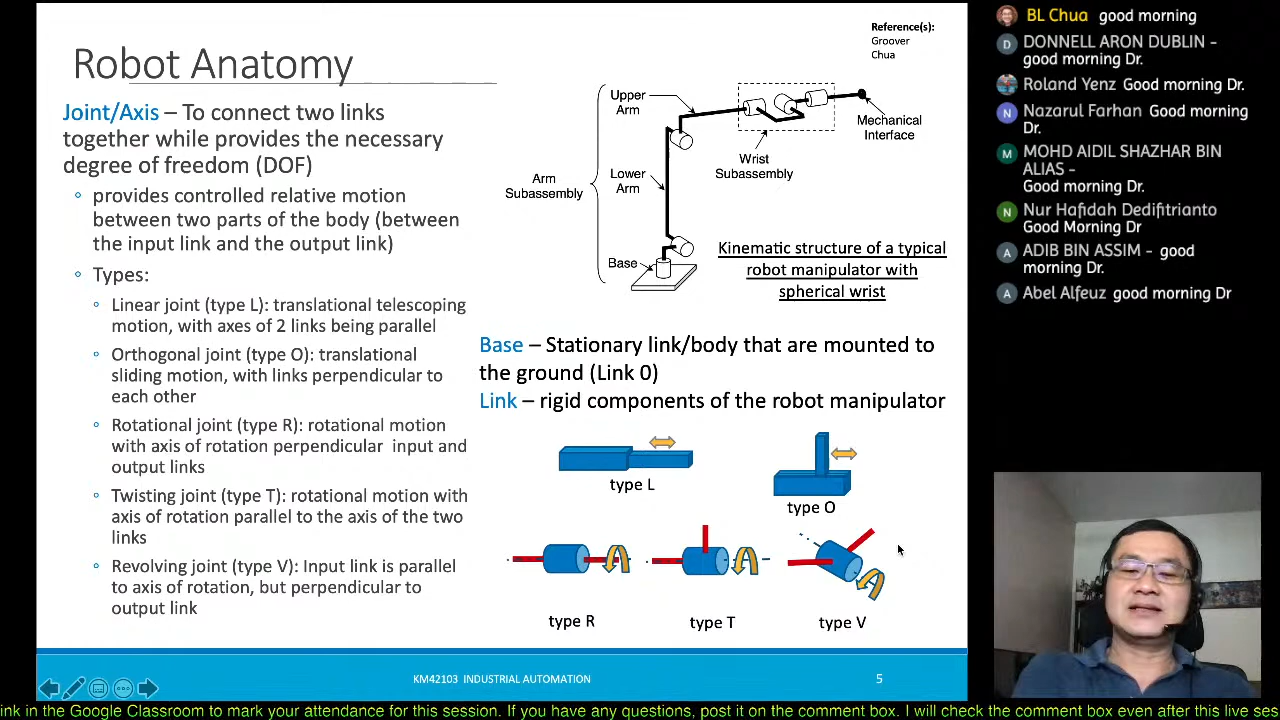 Robot Anatomy
Reference(s):
Groover
Chua
Joint/Axis – To connect two links
together while provides the necessary
degree of freedom (DOF)
provides controlled relative motion
between two parts of the body (between
the input link and the output link)
Types:
Linear joint (type L): translational telescoping
motion, with axes of 2 links being parallel
Orthogonal joint (type O): translational
sliding motion, with links perpendicular to
each other
Rotational joint (type R): rotational motion
with axis of rotation perpendicular input and
output links
Twisting joint (type T): rotational motion with
axis of rotation parallel to the axis of the two
links
Revolving joint (type V): Input link is parallel
to axis of rotation, but perpendicular to
output link
Upper
Arm
Mechanical
Interface
Wrist
Subassembly
Arm
Subassembly
Lower
Arm
Base
Kinematic structure of a typical
robot manipulator with
spherical wrist
Base – Stationary link/body that are mounted to
the ground (Link 0)
Link – rigid components of the robot manipulator
type L
type O
type R
type T
type V
KM42103 INDUSTRIAL AUTOMATION
5
BL Chua good morning
D
DONNELL ARON DUBLIN -
good morning Dr.
Roland Yenz Good morning Dr.
N
Nazarul Farhan Good morning
Dr.
M
MOHD AIDIL SHAZHAR BIN
ALIAS -
Good morning Dr.
N
Nur Hafidah Dedifitrianto
Good Morning Dr
A
ADIB BIN ASSIM - good
morning Dr.
A
Abel Alfeuz good morning Dr
ink in the Google Classroom to mark your attendance for this session. If you have any questions, post it on the comment box. I will check the comment box even after this live ses